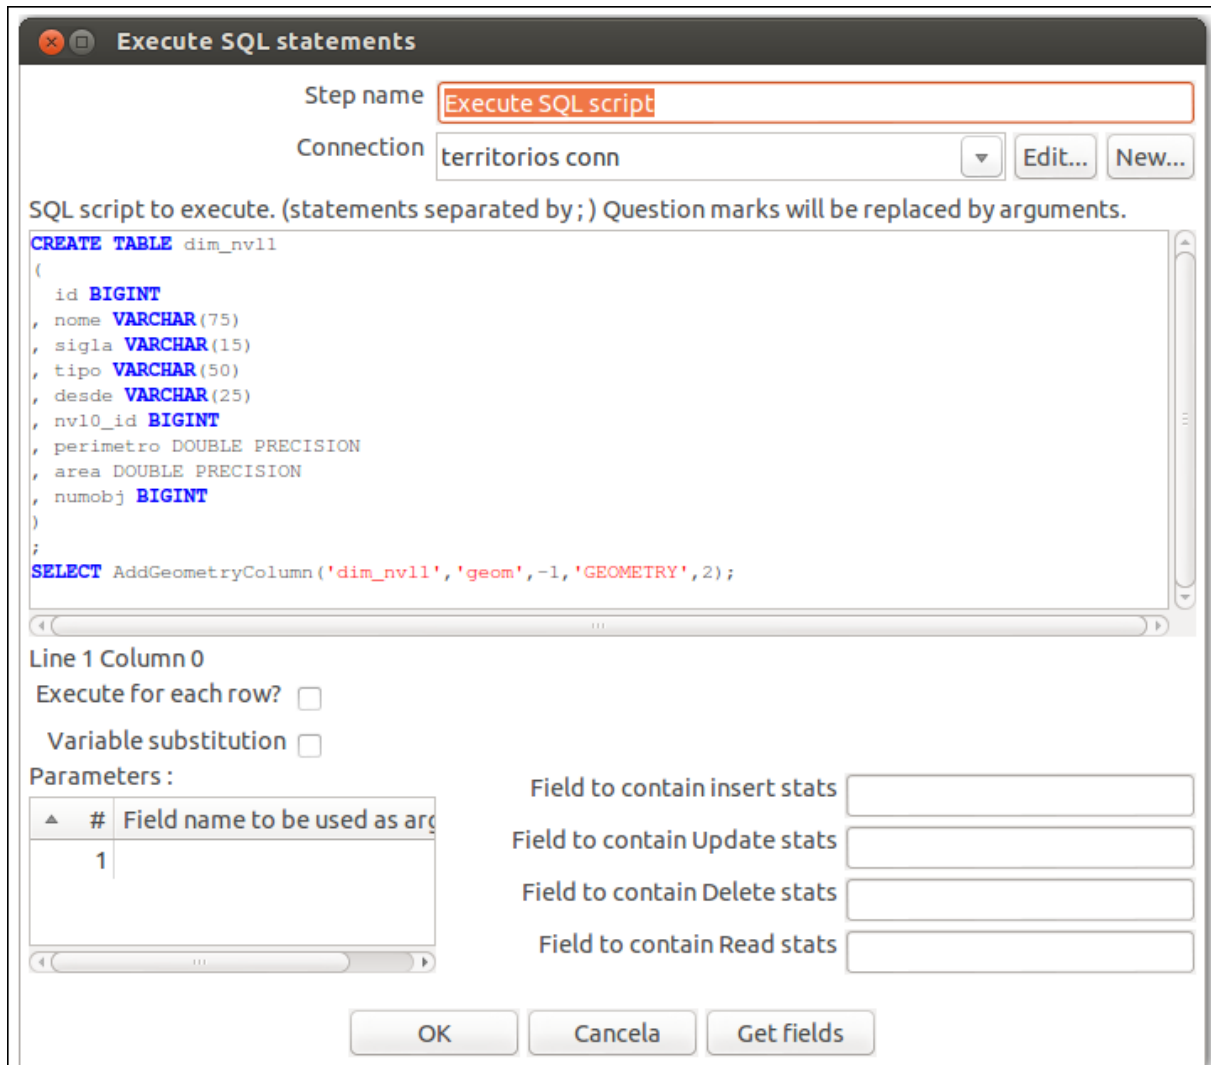 Execute SQL statements
Step name Execute SQL script
Connection territorios conn Edit... New...
SQL script to execute. (statements separated by ; ) Question marks will be replaced by arguments.
CREATE TABLE dim_nvl1
(
  id BIGINT
, nome VARCHAR(75)
, sigla VARCHAR(15)
, tipo VARCHAR(50)
, desde VARCHAR(25)
, nvl0_id BIGINT
, perimetro DOUBLE PRECISION
, area DOUBLE PRECISION
, numobj BIGINT
)
;
SELECT AddGeometryColumn('dim_nvl1','geom',-1,'GEOMETRY',2);
Line 1 Column 0
Execute for each row?
Variable substitution
Parameters :
# Field name to be used as arg
1
Field to contain insert stats
Field to contain Update stats
Field to contain Delete stats
Field to contain Read stats
OK Cancela Get fields